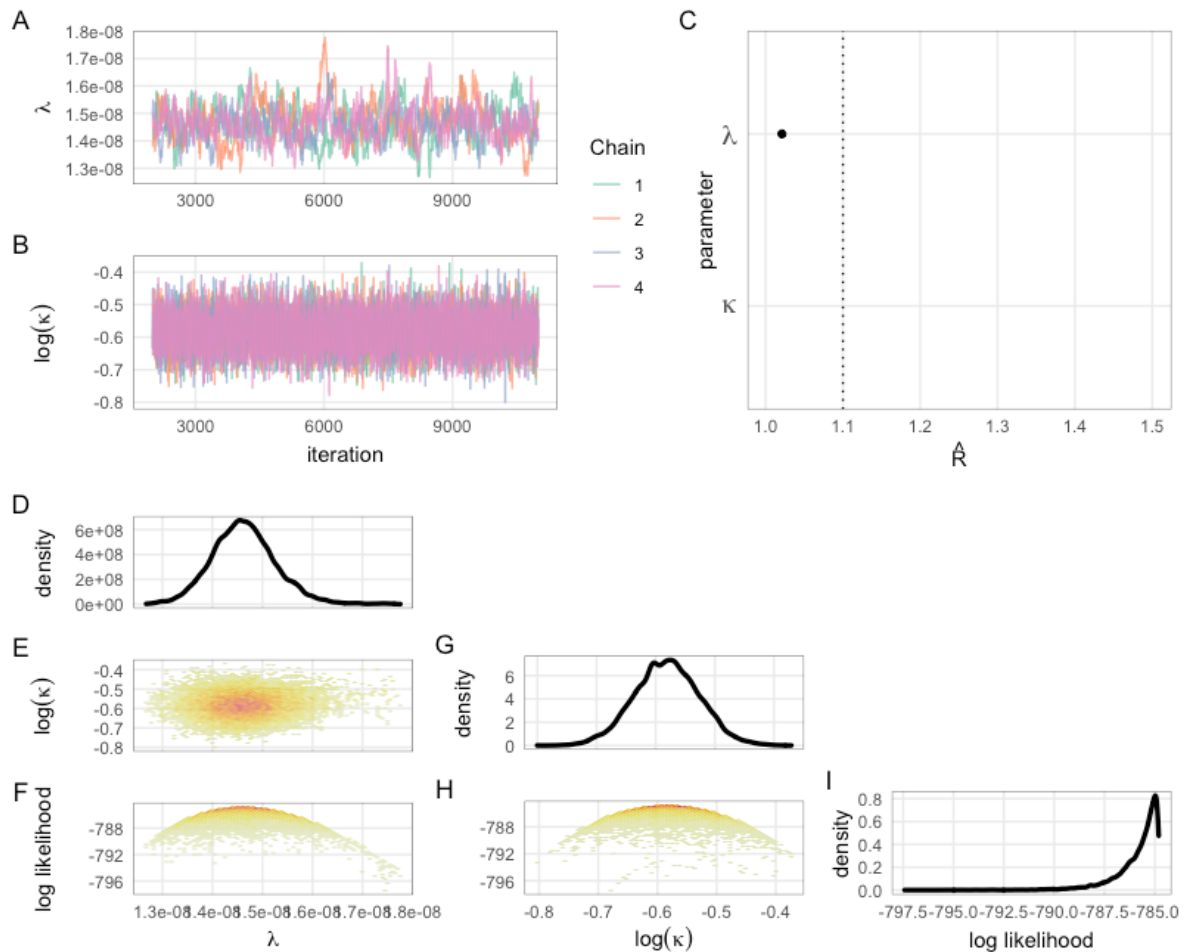 A
1.8e-08
1.7e-08
1.6e-08
1.5e-08
1.4e-08
1.3e-08
λ
3000 6000 9000
B
-0.4
-0.5
-0.6
-0.7
-0.8
log(κ)
3000 6000 9000
iteration
Chain
1
2
3
4
C
λ
κ
parameter
1.0 1.1 1.2 1.3 1.4 1.5
R̂
D
6e+08
4e+08
2e+08
0e+00
density
E
-0.4
-0.5
-0.6
-0.7
-0.8
log(κ)
G
6
4
2
0
density
F
-788
-792
-796
log likelihood
1.3e-08 1.4e-08 1.5e-08 1.6e-08 1.7e-08 1.8e-08
λ
H
-788
-792
-796
-0.8 -0.7 -0.6 -0.5 -0.4
log(κ)
I
0.8
0.6
0.4
0.2
0.0
density
-797.5 -795.0 -792.5 -790.0 -787.5 -785.0
log likelihood